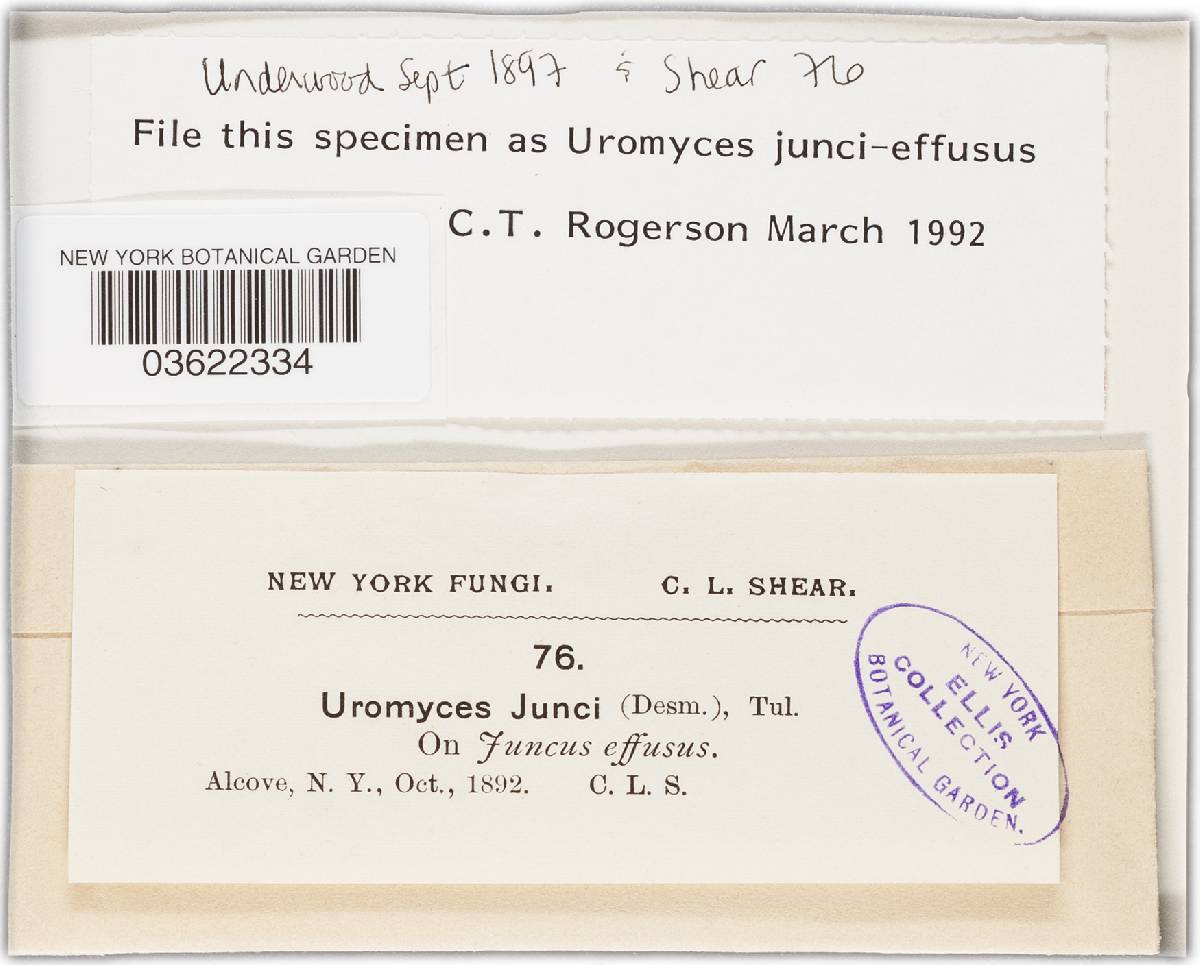 Underwood Sept 1897 & Shear 76
File this specimen as Uromyces junci-effusus
C.T. Rogerson March 1992
NEW YORK BOTANICAL GARDEN
03622334
NEW YORK FUNGI. C. L. SHEAR.
76.
Uromyces Junci (Desm.), Tul.
On Juncus effusus.
Alcove, N. Y., Oct., 1892. C. L. S.
NEW YORK
ELLIS
COLLECTION
BOTANICAL GARDEN.